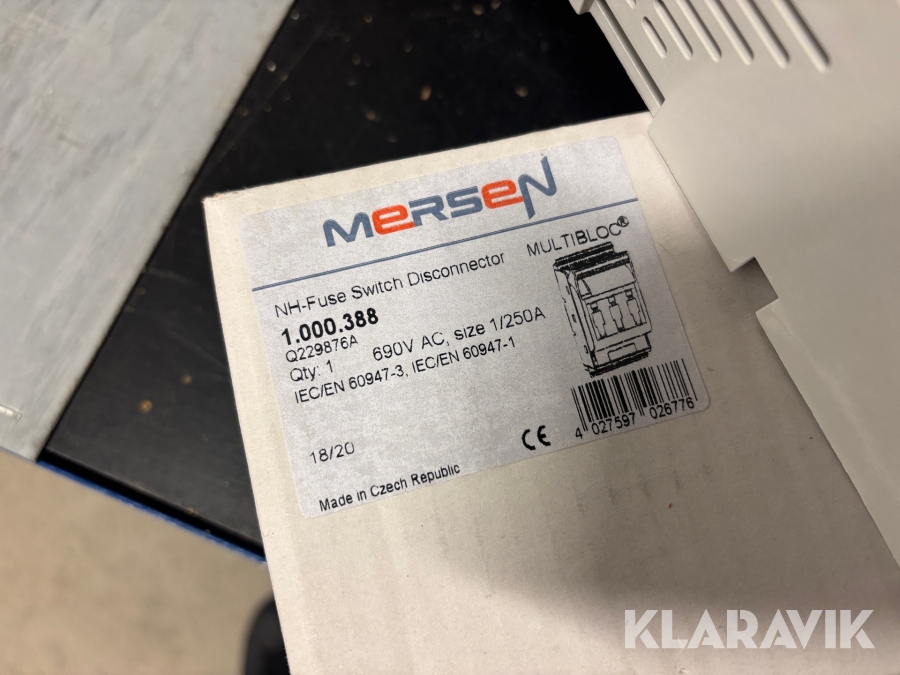 MERSEN
NH-Fuse Switch Disconnector MULTIBLOC®
1.000.388
Q229876A
Qty: 1 690V AC, size 1/250A
IEC/EN 60947-3, IEC/EN 60947-1
18/20
CE
4 027597 026776
Made in Czech Republic
KLARAVIK